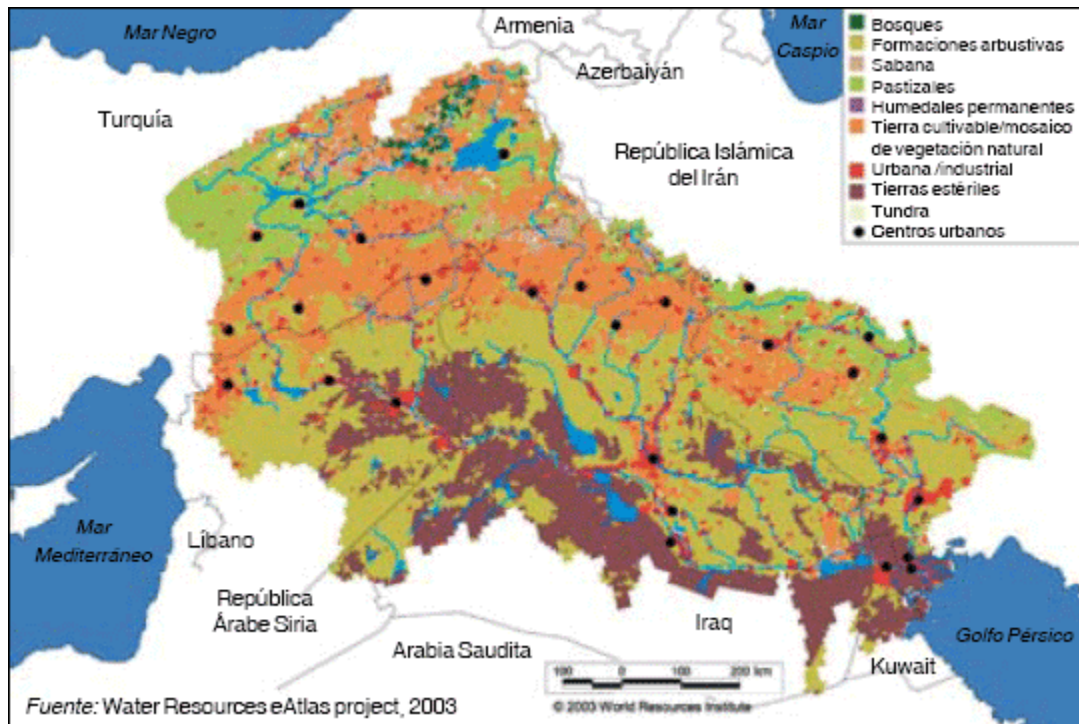 Mar Negro
Armenia
Mar
Caspio
Azerbaiyán
Turquía
República Islámica
del Irán
Bosques
Formaciones arbustivas
Sabana
Pastizales
Humedales permanentes
Tierra cultivable/mosaico
de vegetación natural
Urbana/industrial
Tierras estériles
Tundra
Centros urbanos
Mar
Mediterráneo
Líbano
República
Árabe Siria
Arabia Saudita
Iraq
Kuwait
Golfo Pérsico
100 0 100 200 km
© 2003 World Resources Institute
Fuente: Water Resources eAtlas project, 2003